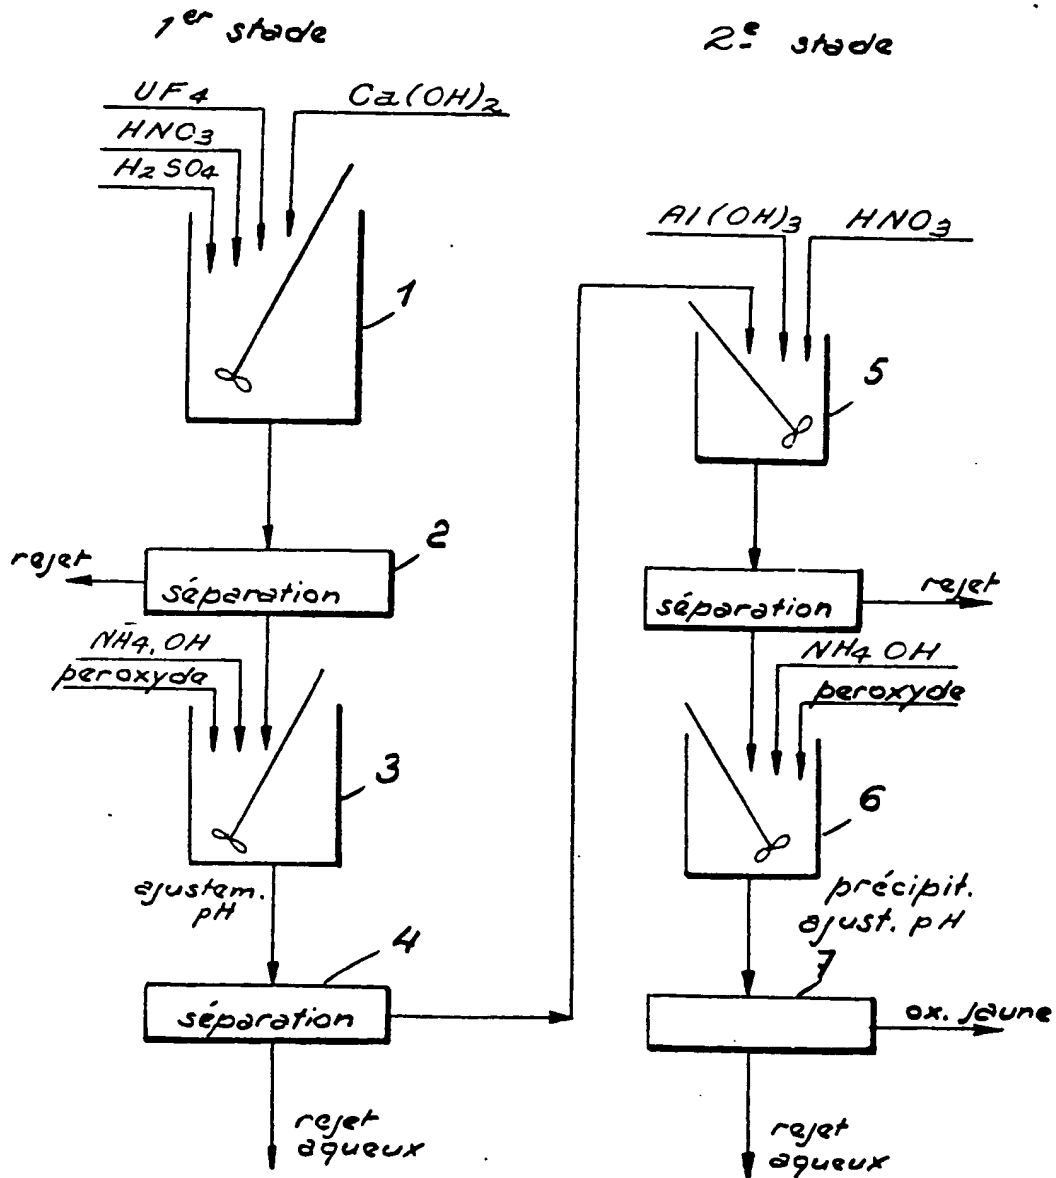 1er stade
UF4
Ca(OH)2
HNO3
H2SO4
1
2
rejet
séparation
NH4,OH
peroxyde
3
ajustem.
pH
4
séparation
rejet
aqueux
2e stade
Al(OH)3
HNO3
5
séparation
rejet
NH4OH
peroxyde
6
précipit.
ajust. pH
7
ox. jaune
rejet
aqueux